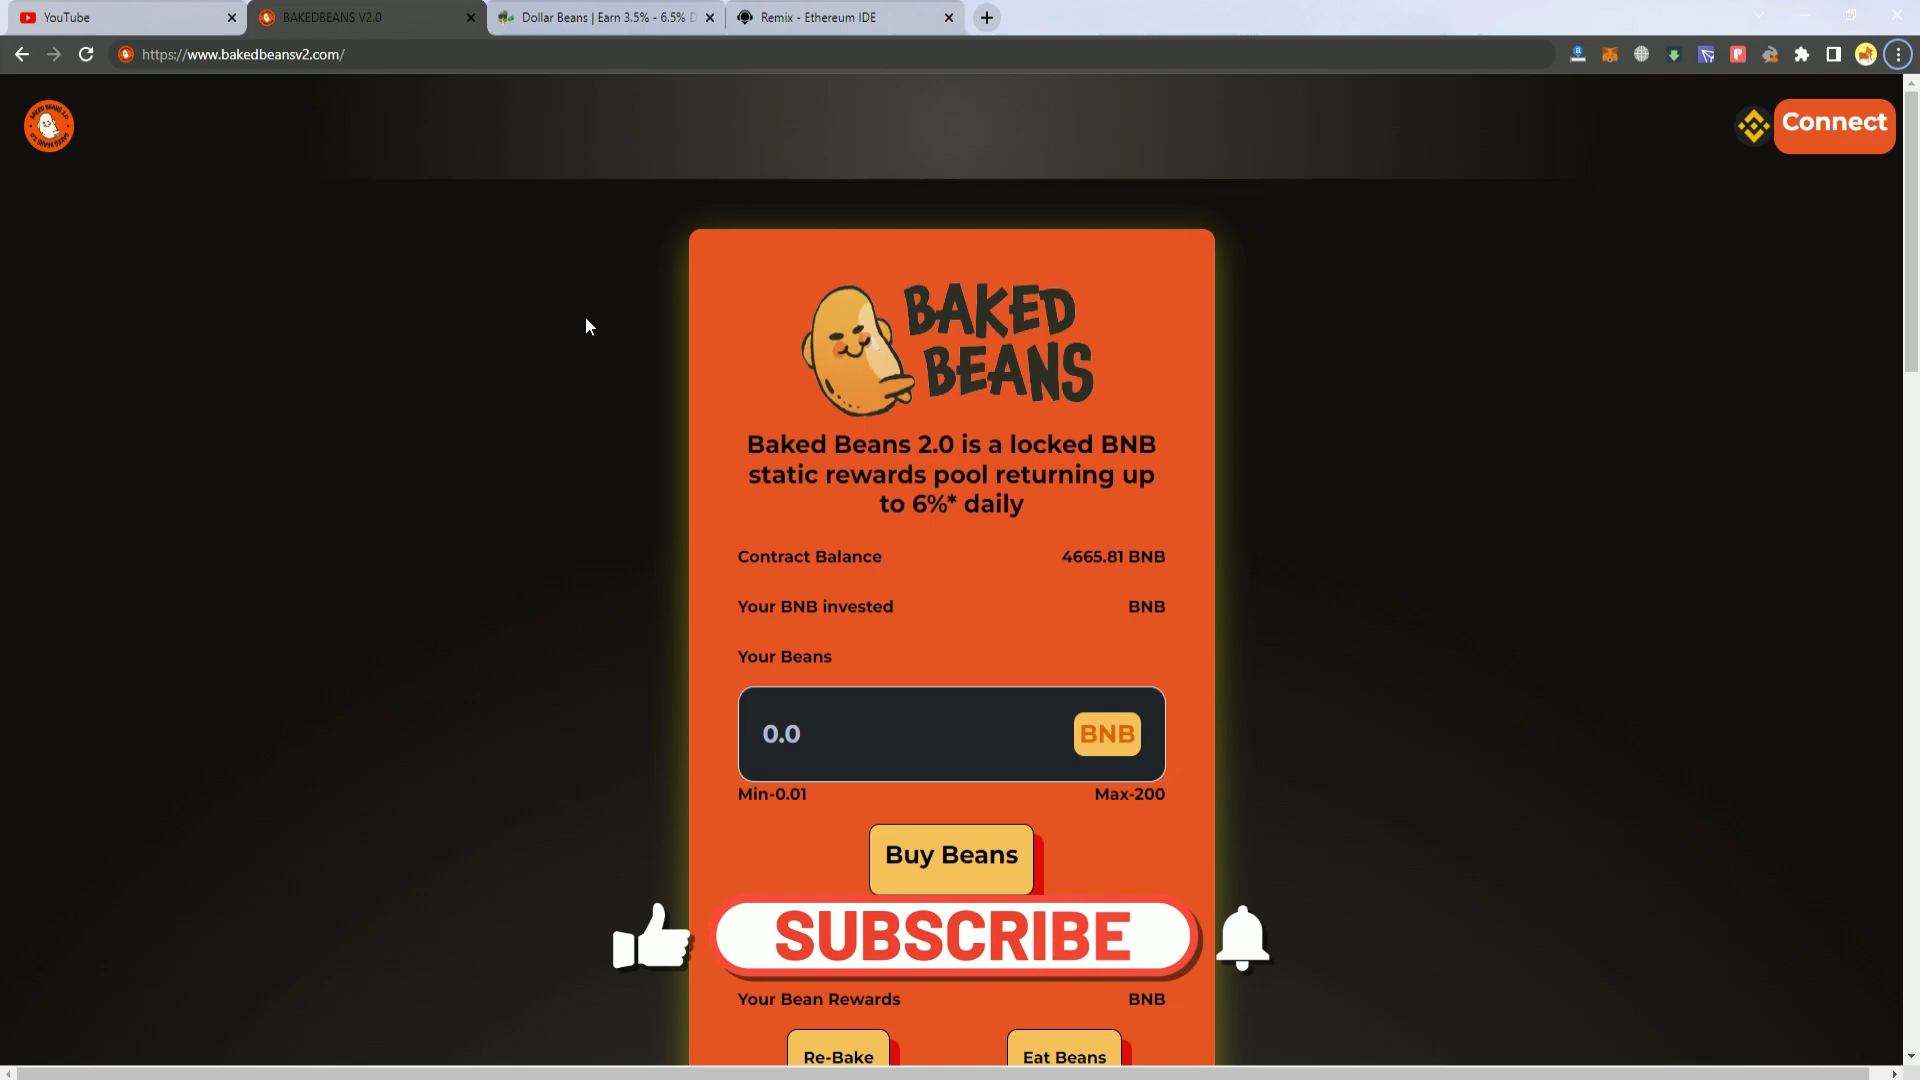 YouTube
BAKEDBEANS V2.0
Dollar Beans | Earn 3.5% - 6.5% D
Remix - Ethereum IDE
https://www.bakedbeansv2.com/
Connect
BAKED
BEANS
Baked Beans 2.0 is a locked BNB
static rewards pool returning up
to 6%* daily
Contract Balance 4665.81 BNB
Your BNB invested BNB
Your Beans
0.0 BNB
Min-0.01 Max-200
Buy Beans
SUBSCRIBE
Your Bean Rewards BNB
Re-Bake Eat Beans